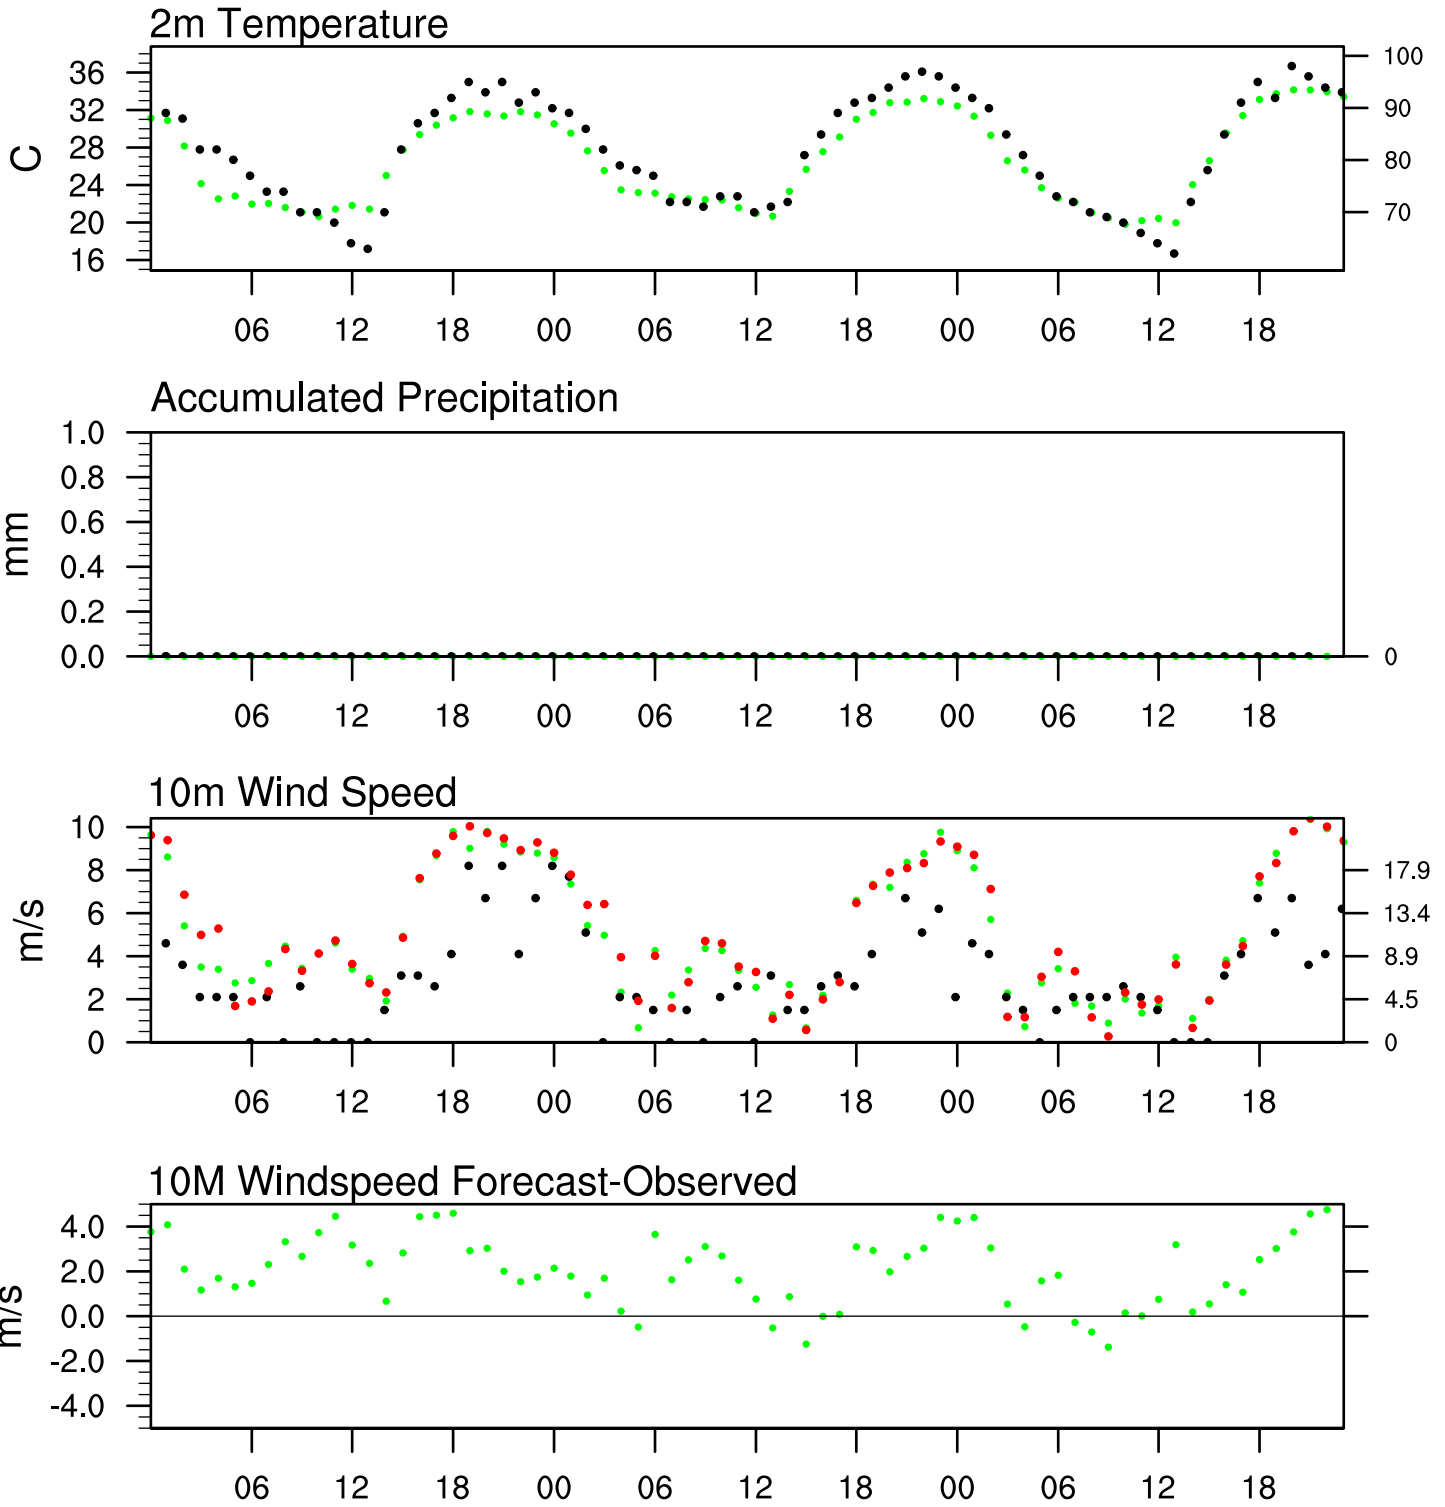 2m Temperature
36 100
32 90
28
C 80
24
20 70
16
06 12 18 00 06 12 18 00 06 12 18
Accumulated Precipitation
1.0
0.8
0.6
mm
0.4
0.2
0.0 0
06 12 18 00 06 12 18 00 06 12 18
10m Wind Speed
10
8 17.9
6 13.4
m/s
4 8.9
2 4.5
0 0
06 12 18 00 06 12 18 00 06 12 18
10M Windspeed Forecast-Observed
4.0
2.0
m/s
0.0
-2.0
-4.0
06 12 18 00 06 12 18 00 06 12 18